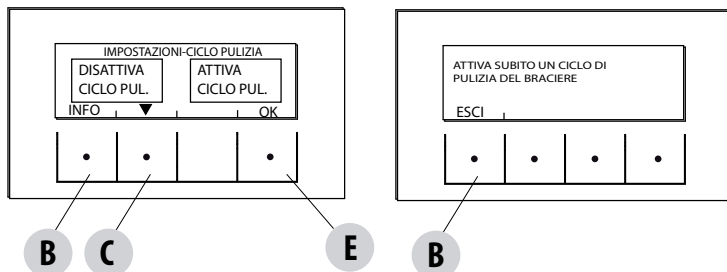 IMPOSTAZIONI-CICLO PULIZIA
DISATTIVA
CICLO PUL.
ATTIVA
CICLO PUL.
INFO
OK
B
C
E
ATTIVA SUBITO UN CICLO DI
PULIZIA DEL BRACIERE
ESCI
B